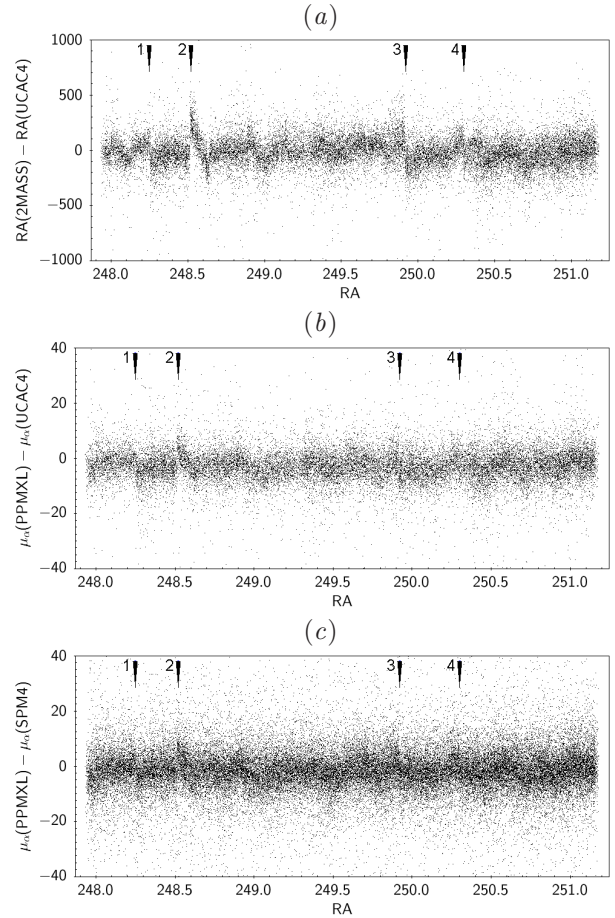 (a)
1 2 3 4
1000
500
0
−500
−1000
RA(2MASS) − RA(UCAC4)
248.0 248.5 249.0 249.5 250.0 250.5 251.0
RA
(b)
1 2 3 4
40
20
0
−20
−40
μα(PPMXL) − μα(UCAC4)
248.0 248.5 249.0 249.5 250.0 250.5 251.0
RA
(c)
1 2 3 4
40
20
0
−20
−40
μα(PPMXL) − μα(SPM4)
248.0 248.5 249.0 249.5 250.0 250.5 251.0
RA